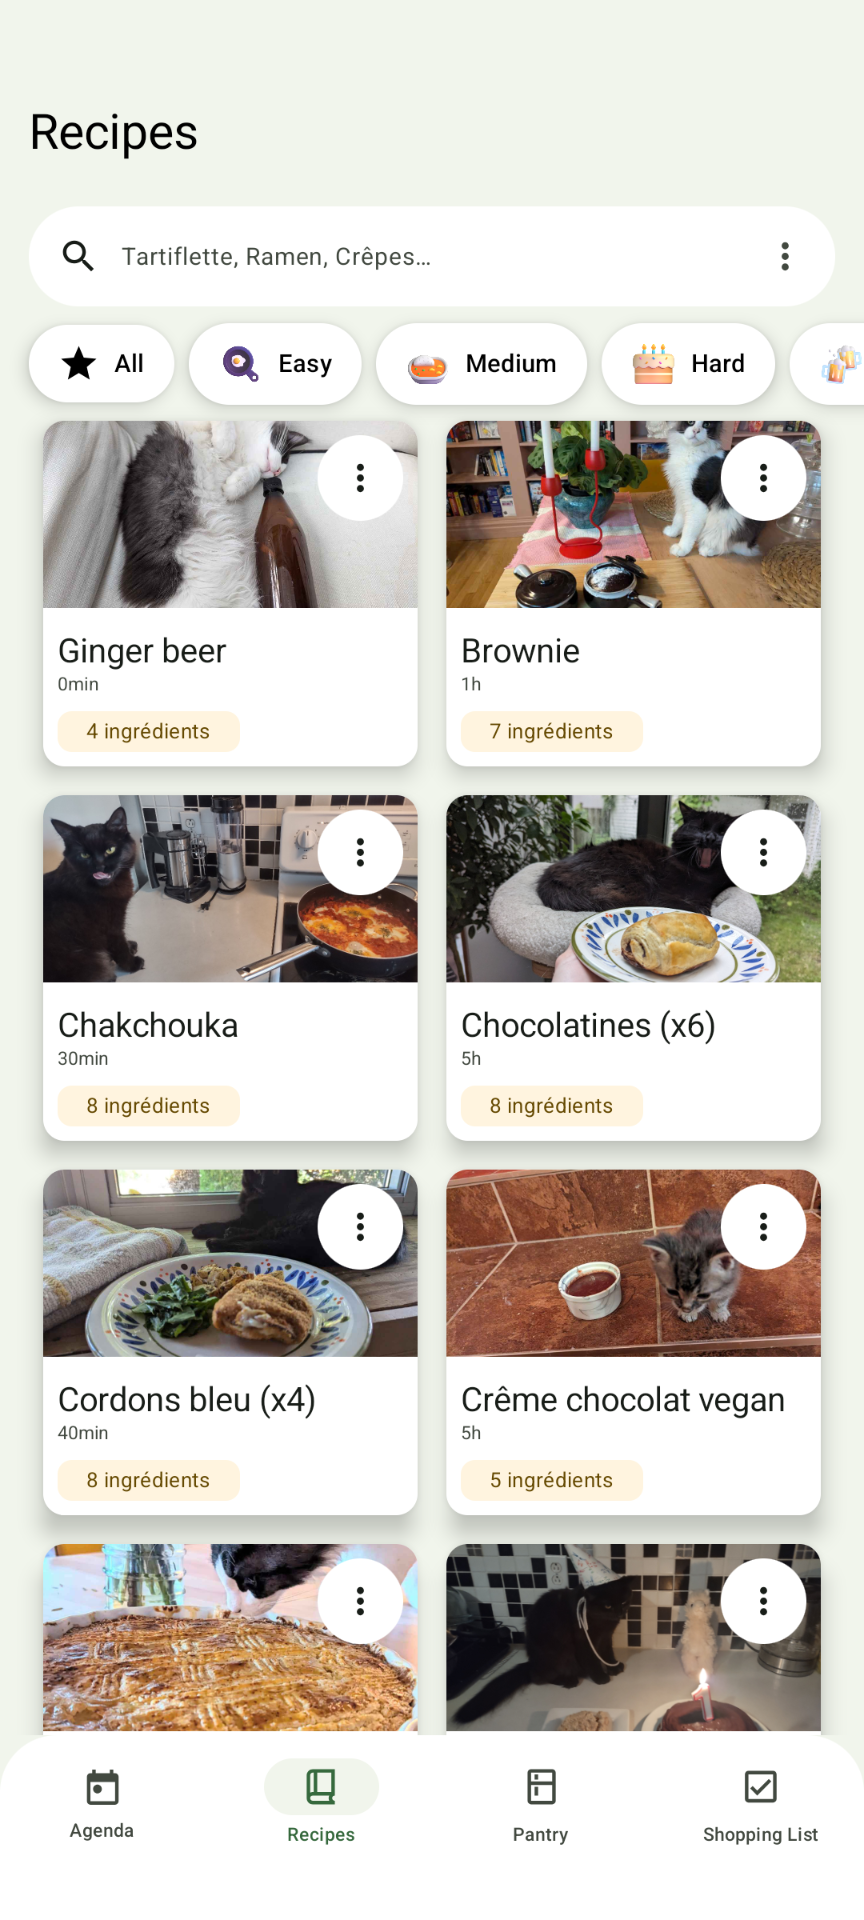 Recipes
Tartiflette, Ramen, Crêpes...
All Easy Medium Hard
Ginger beer
0min
4 ingrédients
Brownie
1h
7 ingrédients
Chakchouka
30min
8 ingrédients
Chocolatines (x6)
5h
8 ingrédients
Cordons bleu (x4)
40min
8 ingrédients
Crême chocolat vegan
5h
5 ingrédients
Agenda Recipes Pantry Shopping List